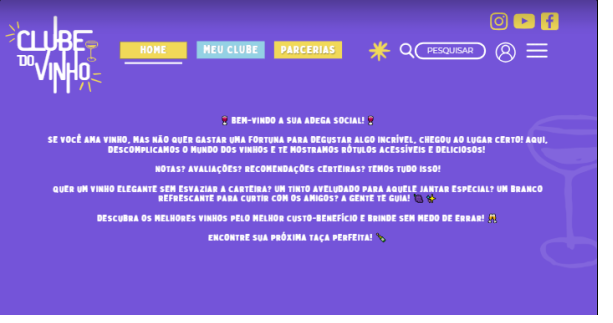 CLUBE
DO VINHO
HOME
MEU CLUBE
PARCERIAS
PESQUISAR
🍷 BEM-VINDO A SUA ADEGA SOCIAL! 🍷
SE VOCÊ AMA VINHO, MAS NÃO QUER GASTAR UMA FORTUNA PARA DEGUSTAR ALGO INCRÍVEL, CHEGOU AO LUGAR CERTO! AQUI,
DESCOMPLICAMOS O MUNDO DOS VINHOS E TE MOSTRAMOS RÓTULOS ACESSÍVEIS E DELICIOSOS!
NOTAS? AVALIAÇÕES? RECOMENDAÇÕES CERTEIRAS? TEMOS TUDO ISSO!
QUER UM VINHO ELEGANTE SEM ESVAZIAR A CARTEIRA? UM TINTO AVELUDADO PARA AQUELE JANTAR ESPECIAL? UM BRANCO
REFRESCANTE PARA CURTIR COM OS AMIGOS? A GENTE TE GUIA!
DESCUBRA OS MELHORES VINHOS PELO MELHOR CUSTO-BENEFÍCIO E BRINDE SEM MEDO DE ERRAR!
ENCONTRE SUA PRÓXIMA TAÇA PERFEITA!